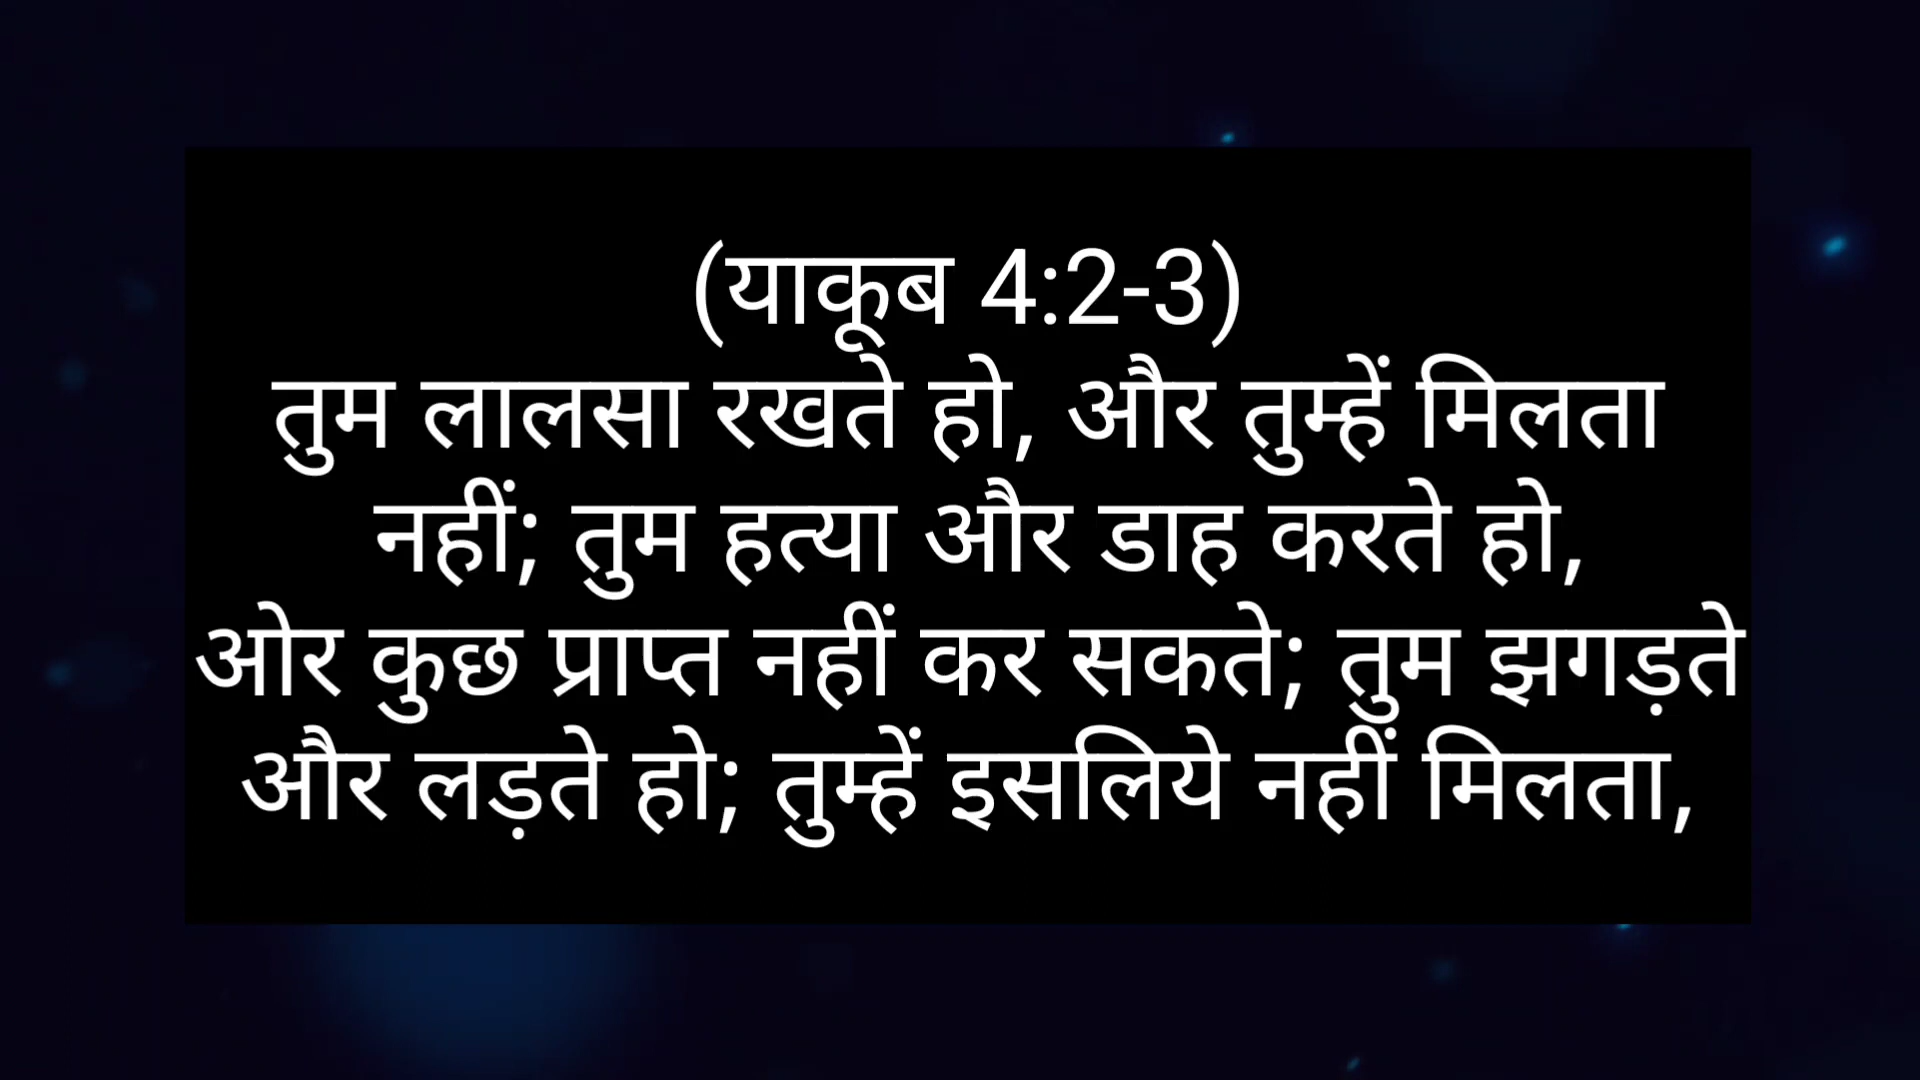 (याकूब 4:2-3)
तुम लालसा रखते हो, और तुम्हें मिलता
नहीं; तुम हत्या और डाह करते हो,
ओर कुछ प्राप्त नहीं कर सकते; तुम झगड़ते
और लड़ते हो; तुम्हें इसलिये नहीं मिलता,